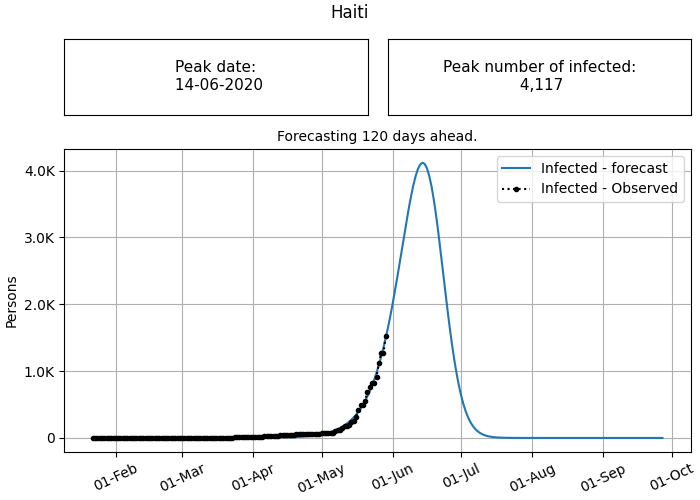 Haiti
Peak date:
14-06-2020
Peak number of infected:
4,117
Forecasting 120 days ahead.
Infected - forecast
Infected - Observed
Persons
4.0K
3.0K
2.0K
1.0K
0
01-Feb
01-Mar
01-Apr
01-May
01-Jun
01-Jul
01-Aug
01-Sep
01-Oct